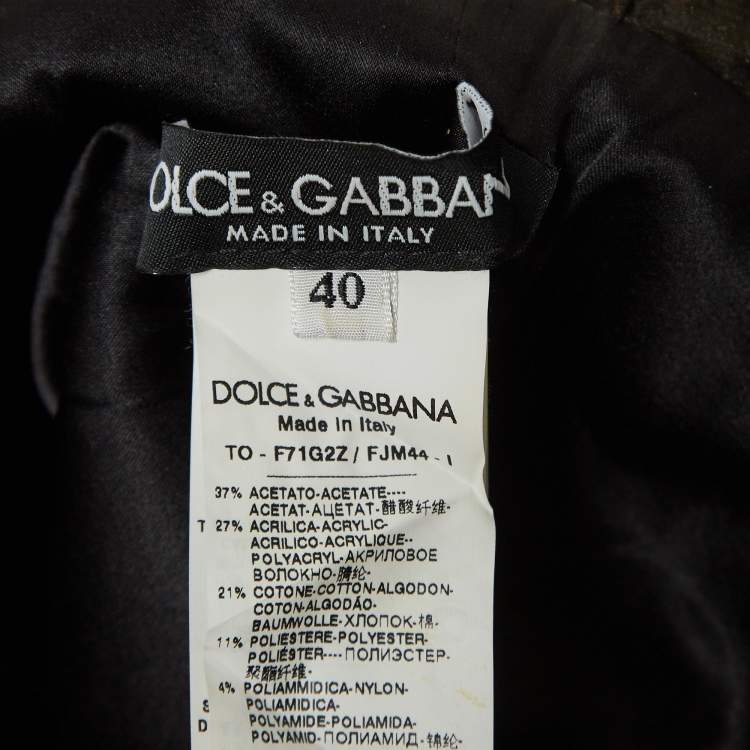 OLCE & GABBAN
MADE IN ITALY
40
DOLCE & GABBANA
Made in Italy
TO - F71G2Z / FJM44 -
37% ACETATO-ACETATE----
ACETAT-АЦЕТАТ-醋酸纤维-
T 27% ACRILICA-ACRYLIC-
ACRILICO-ACRYLIQUE--
POLYACRYL-АКРИЛОВОЕ
ВОЛОКНО-腈纶-
21% COTONE-COTTON-ALGODON-
COTON-ALGODÃO-
BAUMWOLLE-ХЛОПОК-棉-
11% POLIESTERE-POLYESTER-
POLIÉSTER----ПОЛИЭСТЕР-
聚酯纤维-
4% POLIAMMIDICA-NYLON-
S POLIAMIDICA-
D POLYAMIDE-POLIAMIDA-
POLYAMID-ПОЛИАМИД-锦纶-